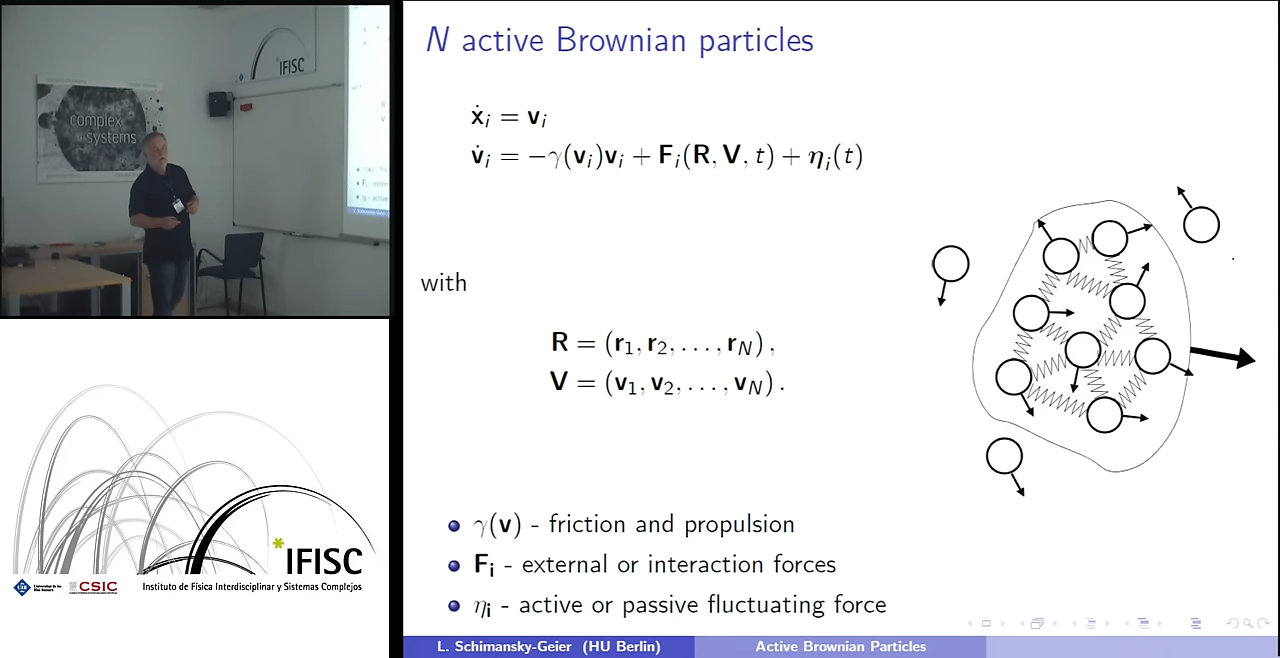 IFISC
complex
systems
N active Brownian particles
ẋᵢ = vᵢ
v̇ᵢ = −γ(vᵢ)vᵢ + Fᵢ(R, V, t) + ηᵢ(t)
with
R = (r₁, r₂, . . . , r_N) ,
V = (v₁, v₂, . . . , v_N) .
γ(v) - friction and propulsion
Fᵢ - external or interaction forces
ηᵢ - active or passive fluctuating force
IFISC
CSIC
Instituto de Física Interdisciplinar y Sistemas Complejos
L. Schimansky-Geier (HU Berlin)
Active Brownian Particles